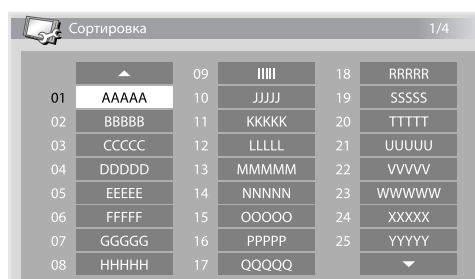 Сортировка 1/4
01 AAAAA
02 BBBBB
03 CCCCC
04 DDDDD
05 EEEEE
06 FFFFF
07 GGGGG
08 HHHHH
09 IIIII
10 JJJJJ
11 KKKKK
12 LLLLL
13 MMMMM
14 NNNNN
15 OOOOO
16 PPPPP
17 QQQQQ
18 RRRRR
19 SSSSS
20 TTTTT
21 UUUUU
22 VVVVV
23 WWWWW
24 XXXXX
25 YYYYY